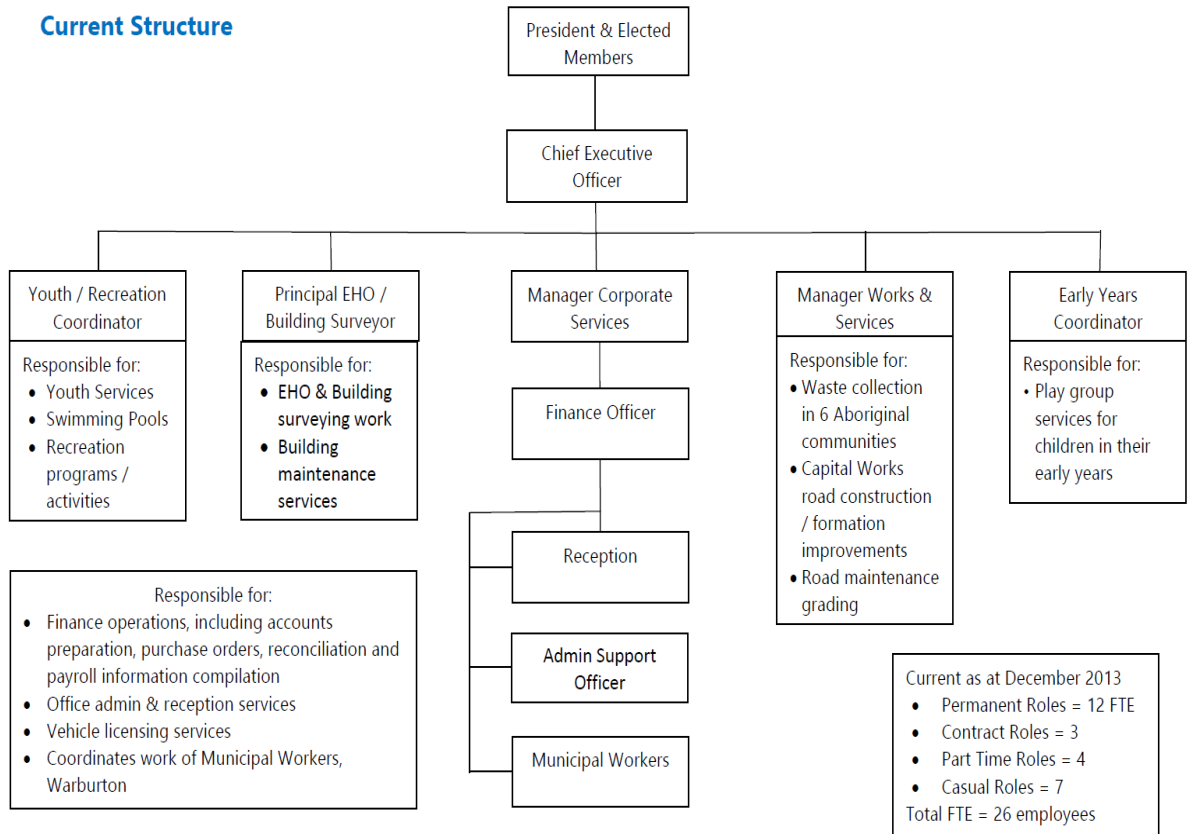 Current Structure
President & Elected
Members
Chief Executive
Officer
Youth / Recreation
Coordinator
Responsible for:
• Youth Services
• Swimming Pools
• Recreation
programs /
activities
Principal EHO /
Building Surveyor
Responsible for:
• EHO & Building
surveying work
• Building
maintenance
services
Manager Corporate
Services
Finance Officer
Reception
Admin Support
Officer
Municipal Workers
Manager Works &
Services
Responsible for:
• Waste collection
in 6 Aboriginal
communities
• Capital Works
road construction
/ formation
improvements
• Road maintenance
grading
Early Years
Coordinator
Responsible for:
• Play group
services for
children in their
early years
Responsible for:
• Finance operations, including accounts
preparation, purchase orders, reconciliation and
payroll information compilation
• Office admin & reception services
• Vehicle licensing services
• Coordinates work of Municipal Workers,
Warburton
Current as at December 2013
• Permanent Roles = 12 FTE
• Contract Roles = 3
• Part Time Roles = 4
• Casual Roles = 7
Total FTE = 26 employees